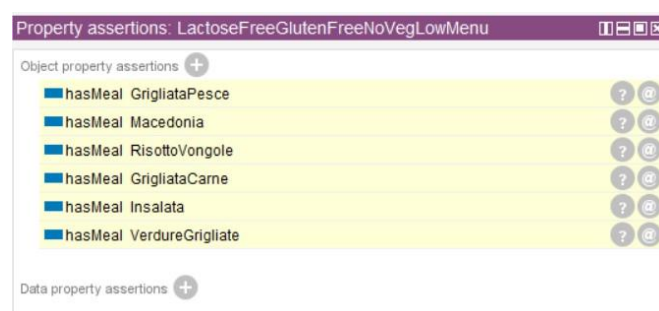 Property assertions: LactoseFreeGlutenFreeNoVegLowMenu
Object property assertions
hasMeal GrigliataPesce
hasMeal Macedonia
hasMeal RisottoVongole
hasMeal GrigliataCarne
hasMeal Insalata
hasMeal VerdureGrigliate
Data property assertions